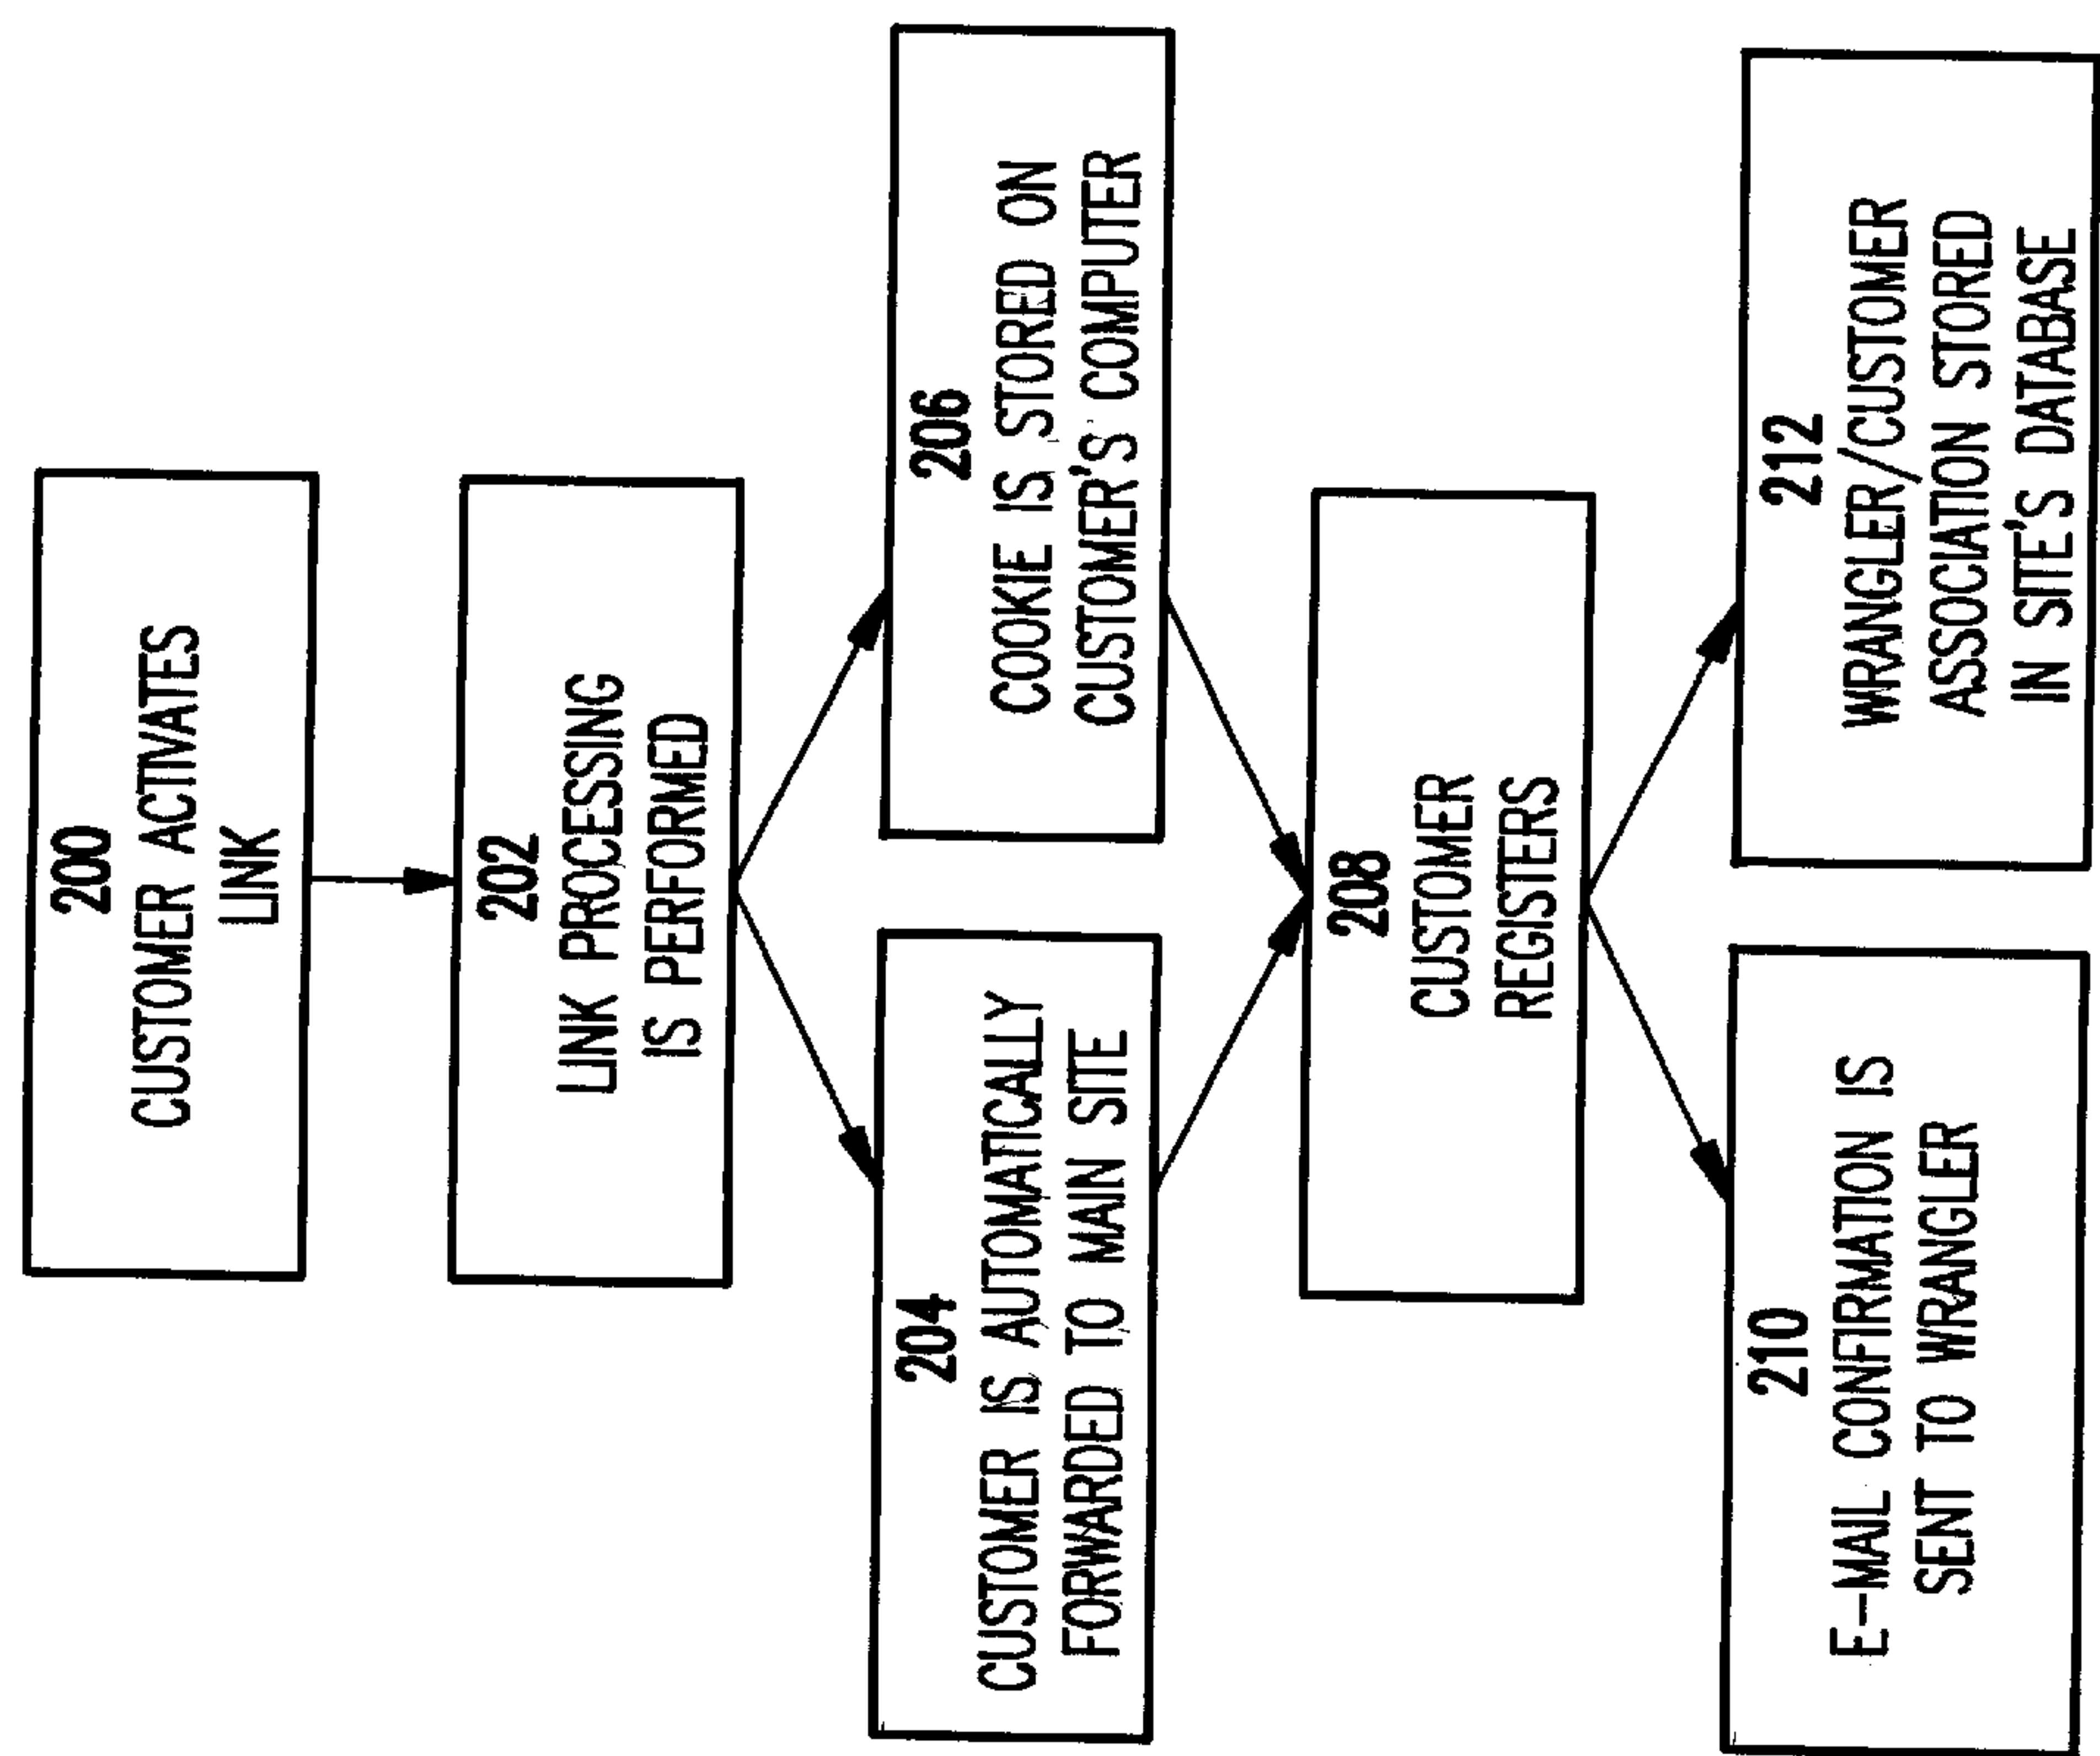 200
CUSTOMER ACTIVATES
LINK
202
LINK PROCESSING
IS PERFORMED
204
CUSTOMER IS AUTOMATICALLY
FORWARDED TO MAIN SITE
206
COOKIE IS STORED ON
CUSTOMER'S COMPUTER
208
CUSTOMER
REGISTERS
210
E-MAIL CONFIRMATION IS
SENT TO WRANGLER
212
WRANGLER/CUSTOMER
ASSOCIATION STORED
IN SITE'S DATABASE